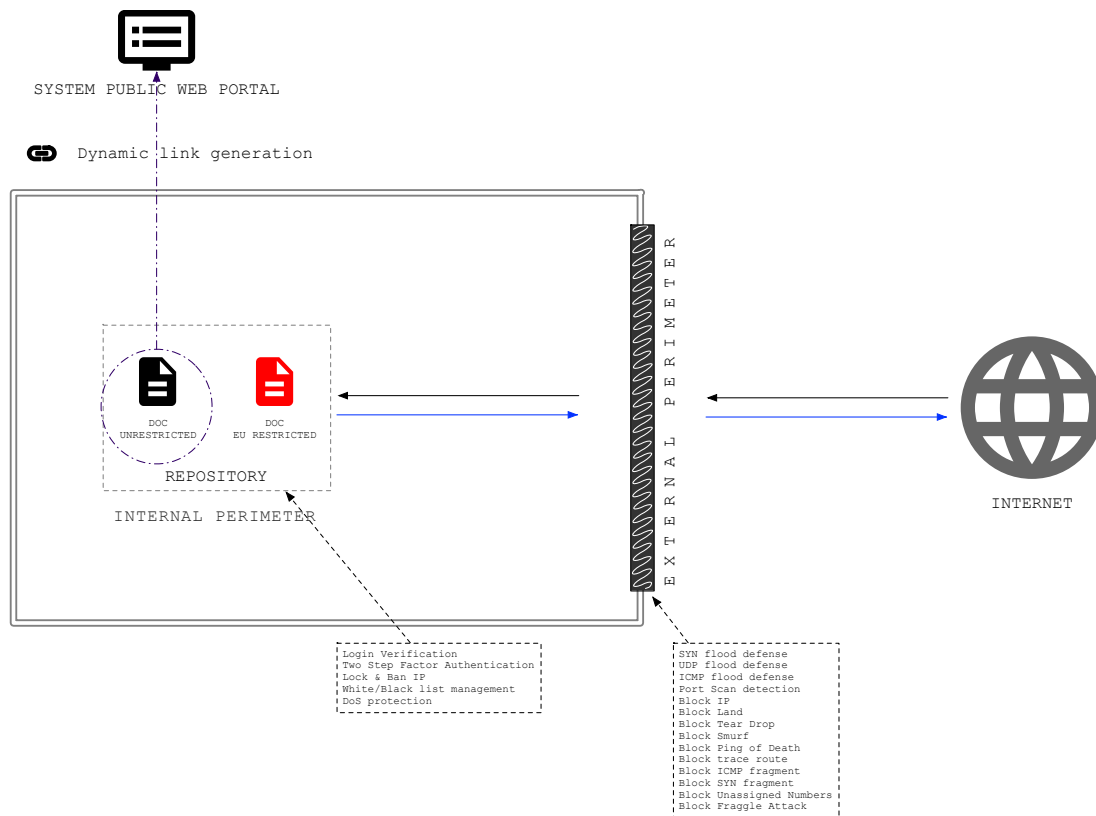 SYSTEM PUBLIC WEB PORTAL
Dynamic link generation
EXTERNAL PERIMETER
DOC
UNRESTRICTED
DOC
EU RESTRICTED
REPOSITORY
INTERNAL PERIMETER
INTERNET
Login Verification
Two Step Factor Authentication
Lock & Ban IP
White/Black list management
DoS protection
SYN flood defense
UDP flood defense
ICMP flood defense
Port Scan detection
Block IP
Block Land
Block Tear Drop
Block Smurf
Block Ping of Death
Block trace route
Block ICMP fragment
Block SYN fragment
Block Unassigned Numbers
Block Fraggle Attack